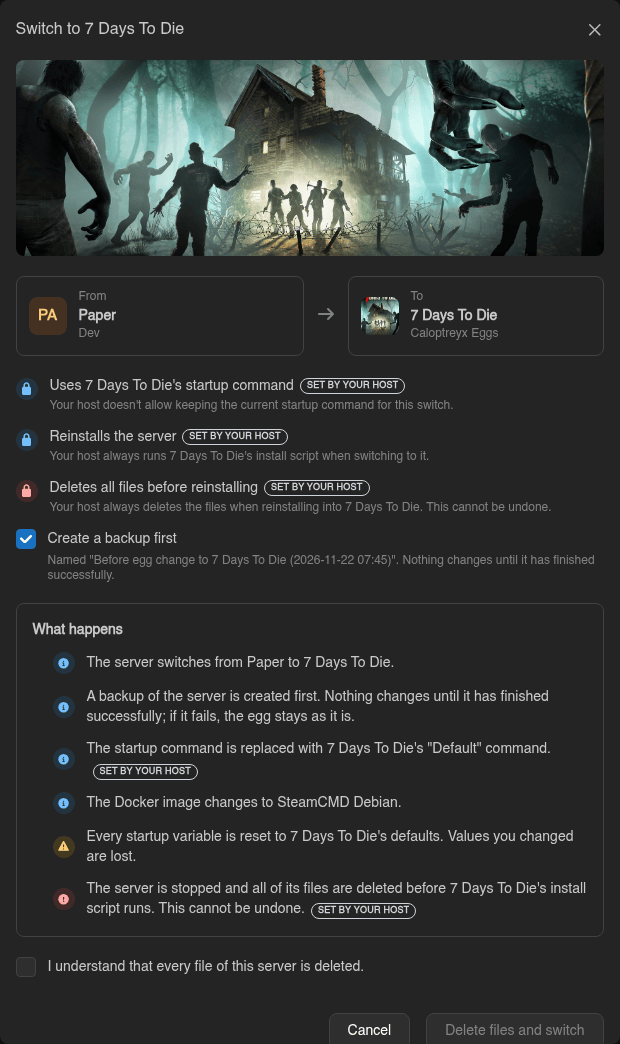 Switch to 7 Days To Die
PA
From
Paper
Dev
To
7 Days To Die
Caloptreyx Eggs
Uses 7 Days To Die's startup command SET BY YOUR HOST
Your host doesn't allow keeping the current startup command for this switch.
Reinstalls the server SET BY YOUR HOST
Your host always runs 7 Days To Die's install script when switching to it.
Deletes all files before reinstalling SET BY YOUR HOST
Your host always deletes the files when reinstalling into 7 Days To Die. This cannot be undone.
Create a backup first
Named "Before egg change to 7 Days To Die (2026-11-22 07:45)". Nothing changes until it has finished
successfully.
What happens
The server switches from Paper to 7 Days To Die.
A backup of the server is created first. Nothing changes until it has finished
successfully; if it fails, the egg stays as it is.
The startup command is replaced with 7 Days To Die's "Default" command.
SET BY YOUR HOST
The Docker image changes to SteamCMD Debian.
Every startup variable is reset to 7 Days To Die's defaults. Values you changed
are lost.
The server is stopped and all of its files are deleted before 7 Days To Die's install
script runs. This cannot be undone. SET BY YOUR HOST
I understand that every file of this server is deleted.
Cancel
Delete files and switch